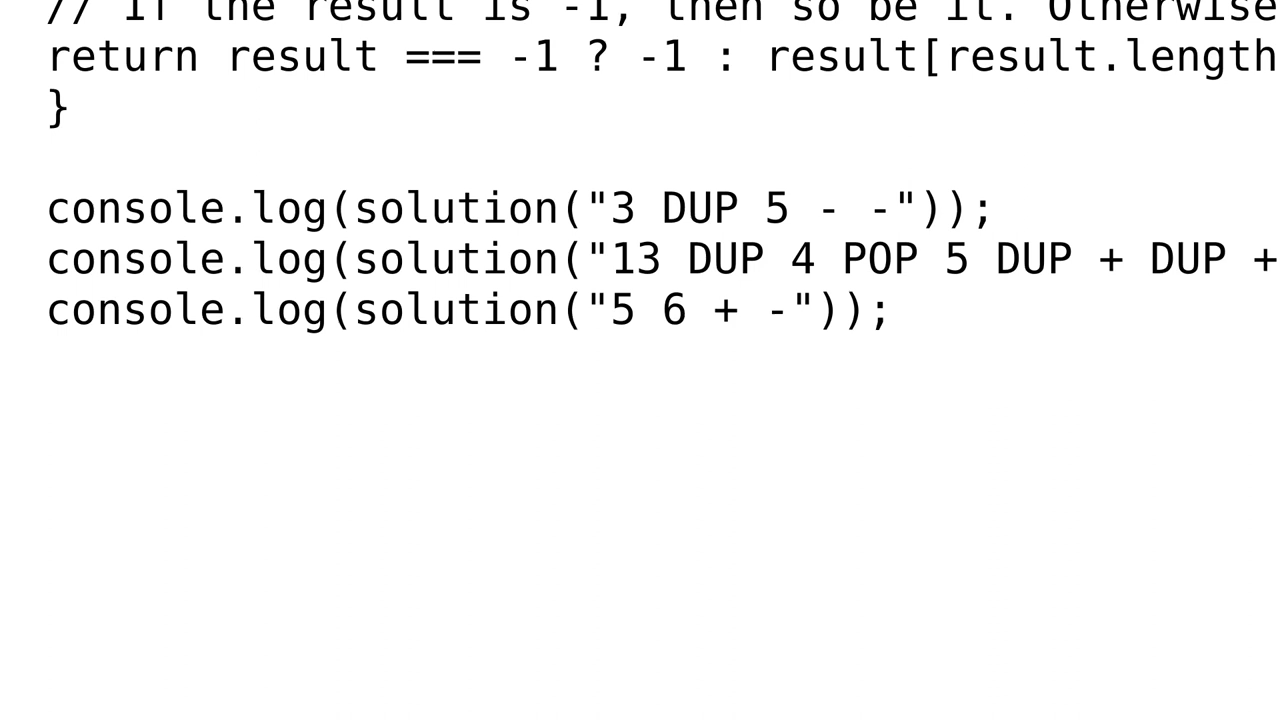 // If the result is -1, then so be it. Otherwise
return result === -1 ? -1 : result[result.length
}
console.log(solution("3 DUP 5 - -"));
console.log(solution("13 DUP 4 POP 5 DUP + DUP +
console.log(solution("5 6 + -"));